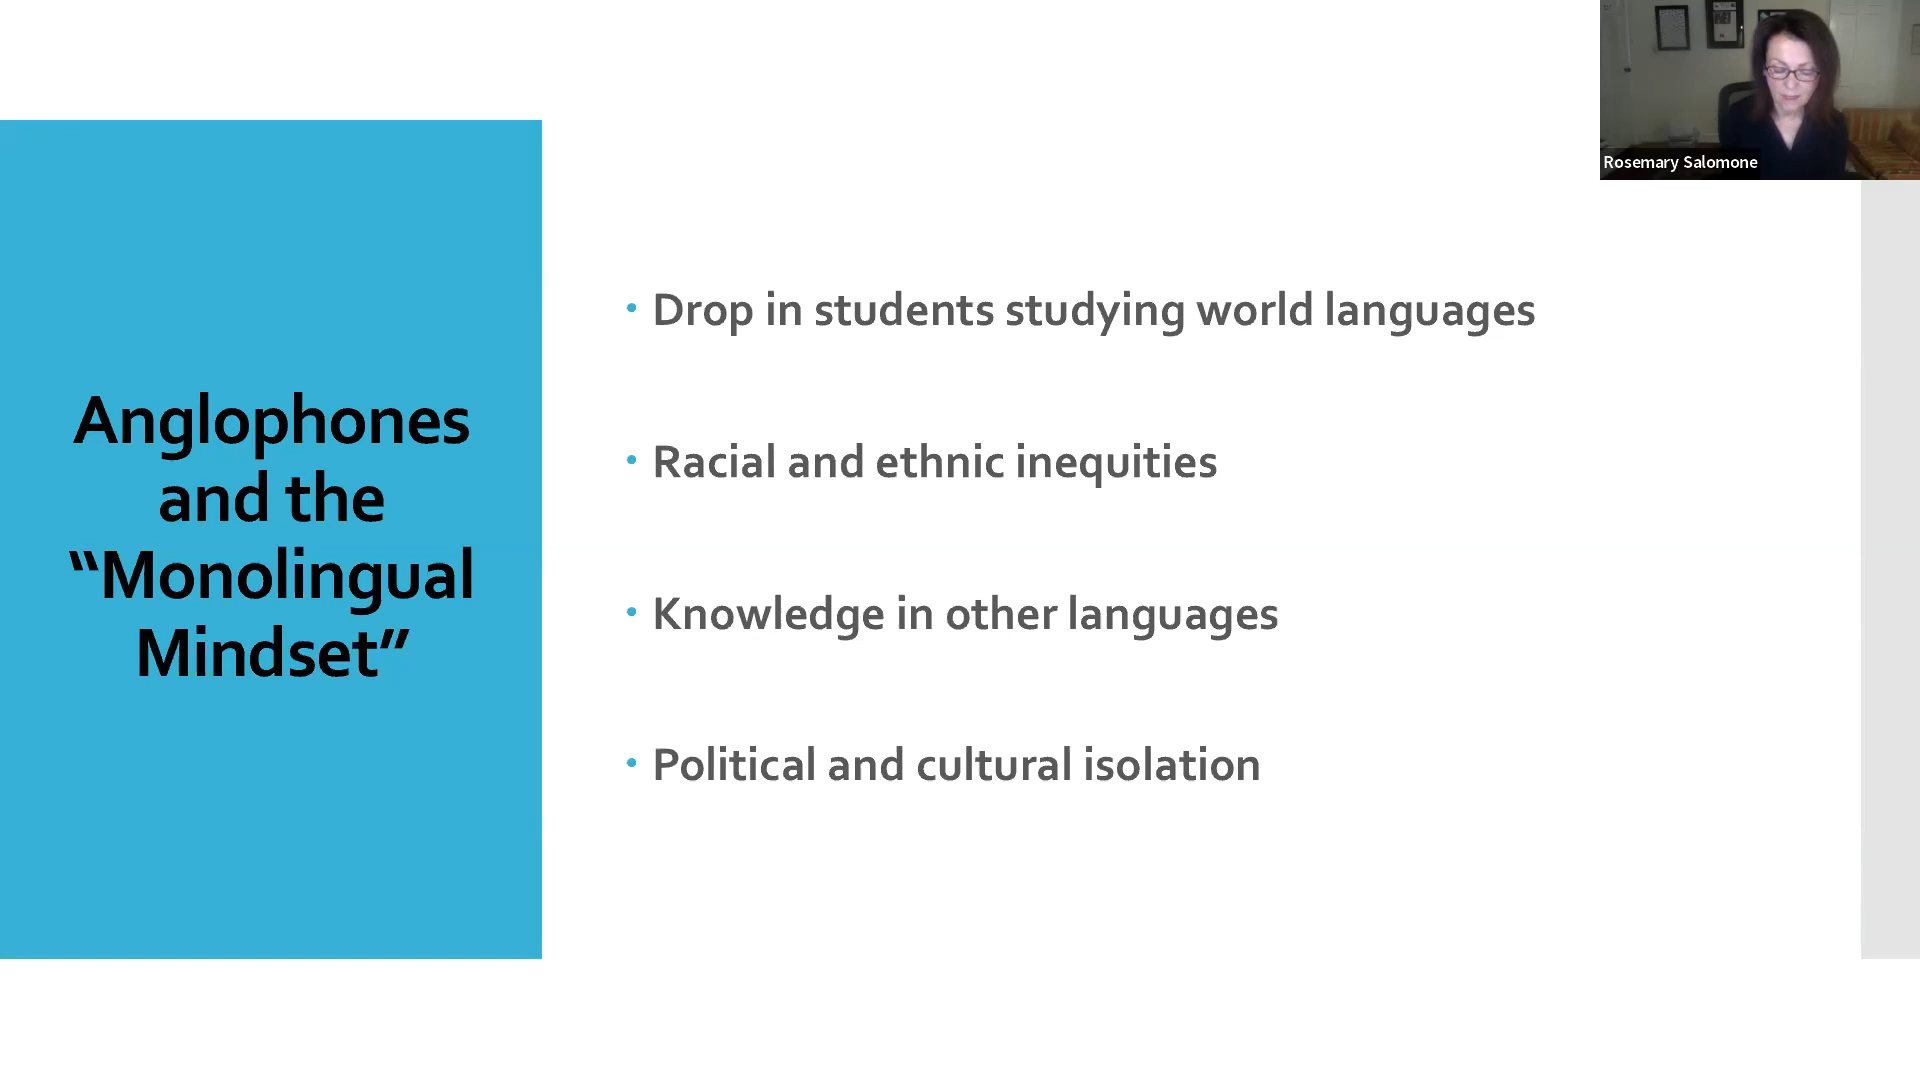 Anglophones
and the
“Monolingual
Mindset”
• Drop in students studying world languages
• Racial and ethnic inequities
• Knowledge in other languages
• Political and cultural isolation
Rosemary Salomone